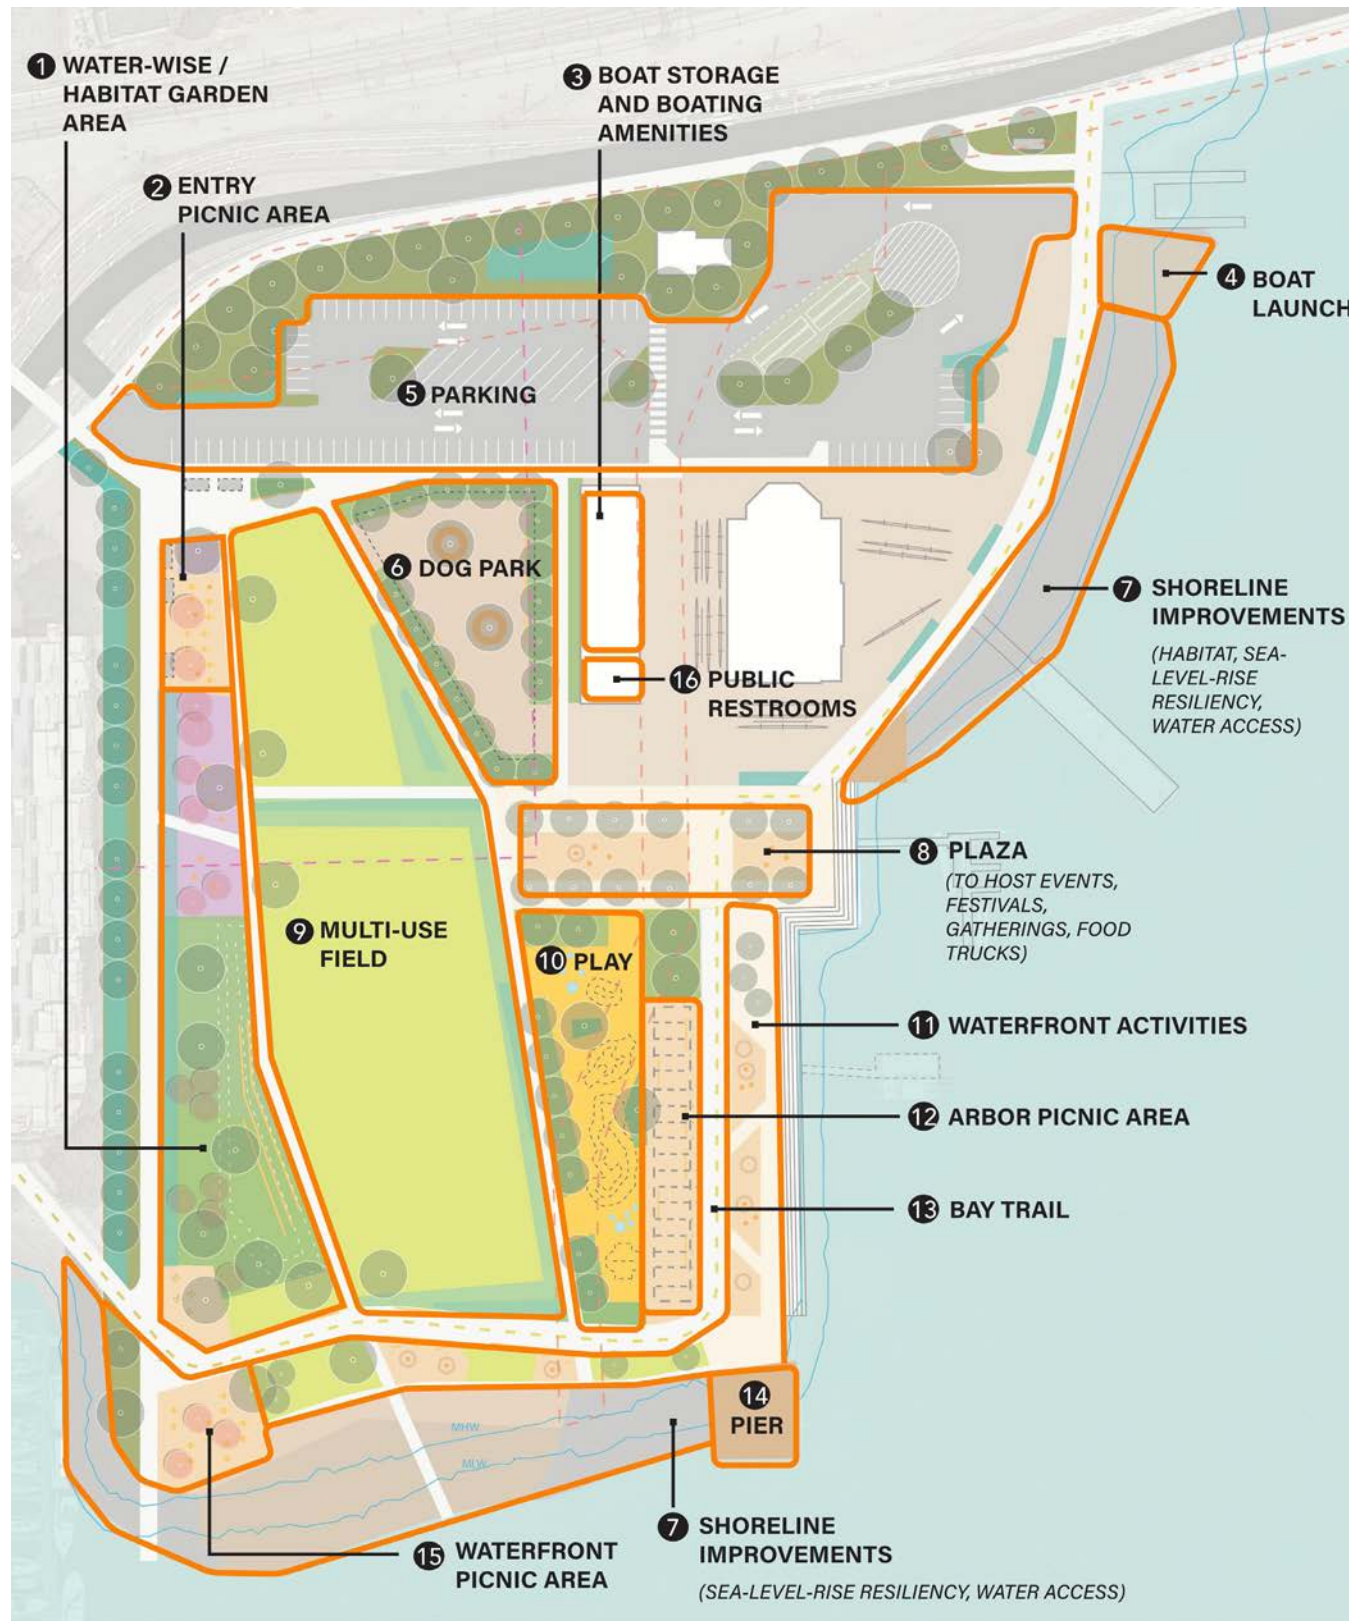 1 WATER-WISE /
HABITAT GARDEN
AREA
2 ENTRY
PICNIC AREA
3 BOAT STORAGE
AND BOATING
AMENITIES
4 BOAT
LAUNCH
5 PARKING
6 DOG PARK
7 SHORELINE
IMPROVEMENTS
(HABITAT, SEA-
LEVEL-RISE
RESILIENCY,
WATER ACCESS)
16 PUBLIC
RESTROOMS
8 PLAZA
(TO HOST EVENTS,
FESTIVALS,
GATHERINGS, FOOD
TRUCKS)
9 MULTI-USE
FIELD
10 PLAY
11 WATERFRONT ACTIVITIES
12 ARBOR PICNIC AREA
13 BAY TRAIL
14
PIER
MHW
MLW
15 WATERFRONT
PICNIC AREA
7 SHORELINE
IMPROVEMENTS
(SEA-LEVEL-RISE RESILIENCY, WATER ACCESS)